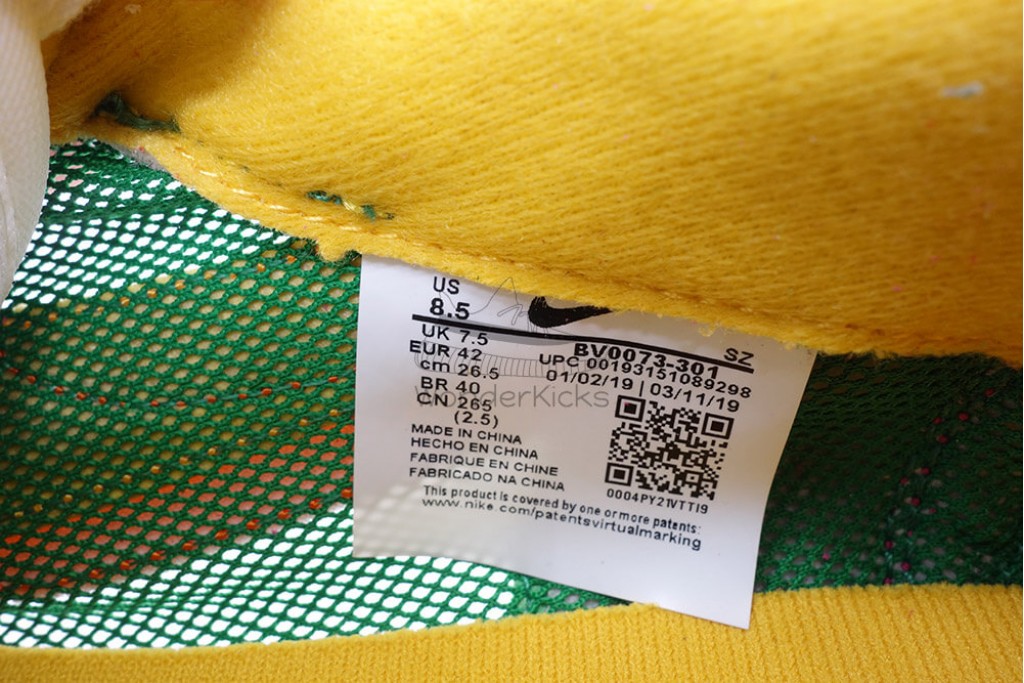 US
8.5
SZ
UK 7.5
BV0073-301
EUR 42
UPC 00193151089298
cm 26.5
01/02/19 | 03/11/19
BR 40
CN 265
WonderKicks
(2.5)
MADE IN CHINA
HECHO EN CHINA
FABRIQUE EN CHINE
FABRICADO NA CHINA
0004PY21VTTI9
This product is covered by one or more patents:
www.nike.com/patentsvirtualmarking